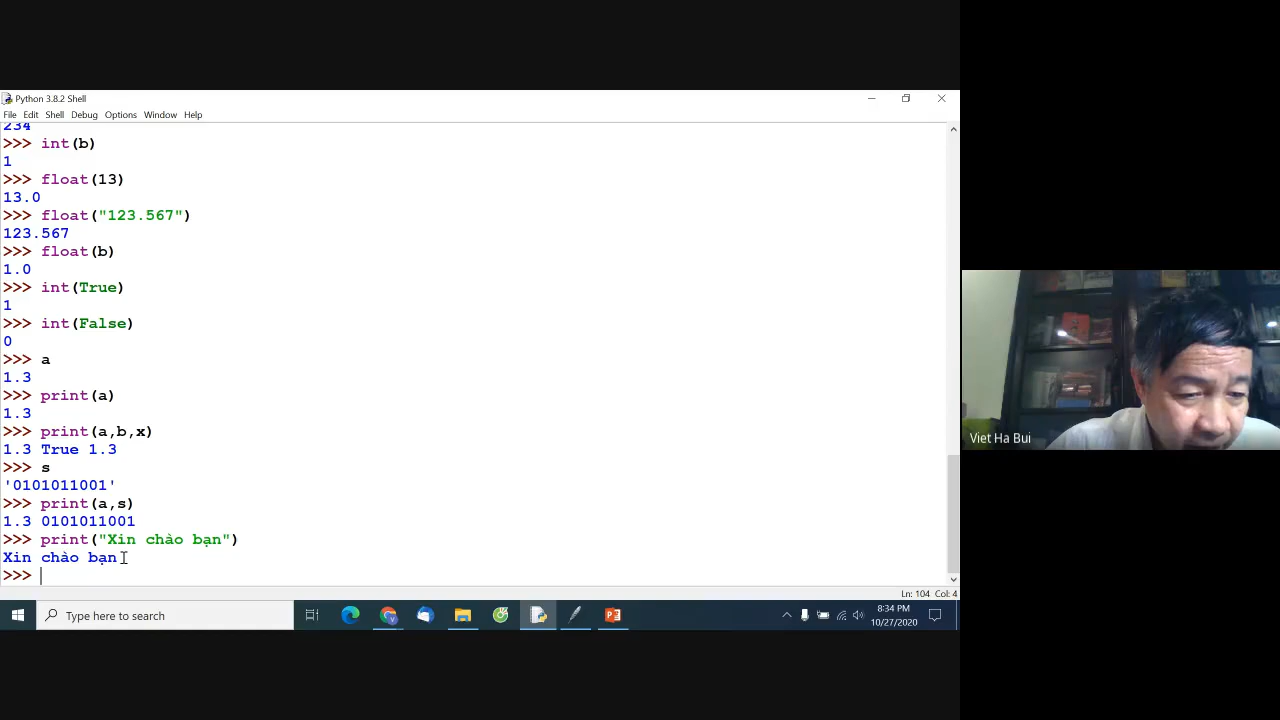 Python 3.8.2 Shell
File Edit Shell Debug Options Window Help
234
>>> int(b)
1
>>> float(13)
13.0
>>> float("123.567")
123.567
>>> float(b)
1.0
>>> int(True)
1
>>> int(False)
0
>>> a
1.3
>>> print(a)
1.3
>>> print(a,b,x)
1.3 True 1.3
>>> s
'0101011001'
>>> print(a,s)
1.3 0101011001
>>> print("Xin chào bạn")
Xin chào bạn
>>>
Ln: 104 Col: 4
Type here to search
8:34 PM
10/27/2020
Viet Ha Bui